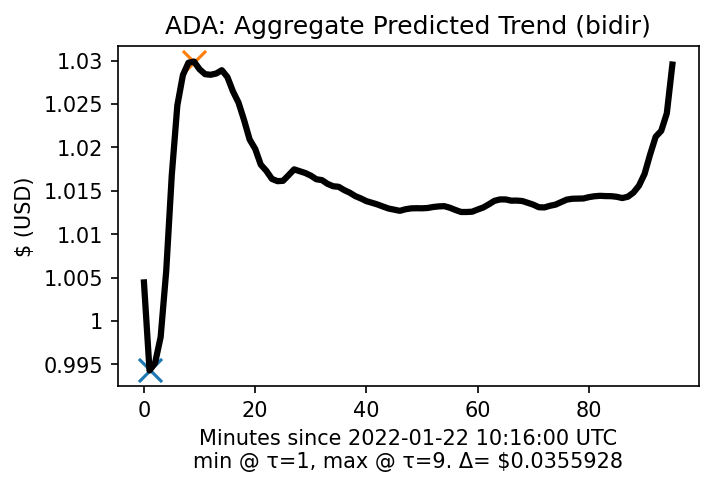 ADA: Aggregate Predicted Trend (bidir)
1.03
1.025
1.02
1.015
1.01
1.005
1
0.995
$ (USD)
0 20 40 60 80
Minutes since 2022-01-22 10:16:00 UTC
min @ τ=1, max @ τ=9. Δ= $0.0355928